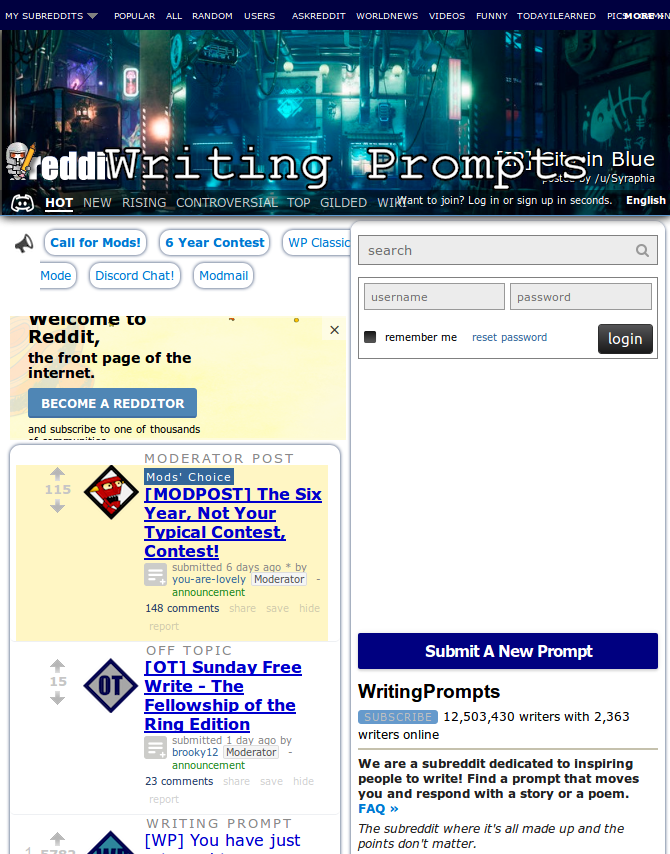 MY SUBREDDITS POPULAR ALL RANDOM USERS ASKREDDIT WORLDNEWS VIDEOS FUNNY TODAYILEARNED PICS MORE »
reddit Writing Prompts
City in Blue
posted by /u/Syraphia
HOT NEW RISING CONTROVERSIAL TOP GILDED WIKI
Want to join? Log in or sign up in seconds. English
Call for Mods! 6 Year Contest WP Classic
Mode Discord Chat! Modmail
search
username password
remember me reset password login
Welcome to
Reddit,
the front page of the
internet.
BECOME A REDDITOR
and subscribe to one of thousands
of communities.
×
MODERATOR POST
Mods' Choice
115
[MODPOST] The Six
Year, Not Your
Typical Contest,
Contest!
submitted 6 days ago * by
you-are-lovely Moderator -
announcement
148 comments share save hide
report
OFF TOPIC
15
OT
[OT] Sunday Free
Write - The
Fellowship of the
Ring Edition
submitted 1 day ago by
brooky12 Moderator -
announcement
23 comments share save hide
report
WRITING PROMPT
1 5782
[WP] You have just
Submit A New Prompt
WritingPrompts
SUBSCRIBE 12,503,430 writers with 2,363
writers online
We are a subreddit dedicated to inspiring
people to write! Find a prompt that moves
you and respond with a story or a poem.
FAQ »
The subreddit where it's all made up and the
points don't matter.